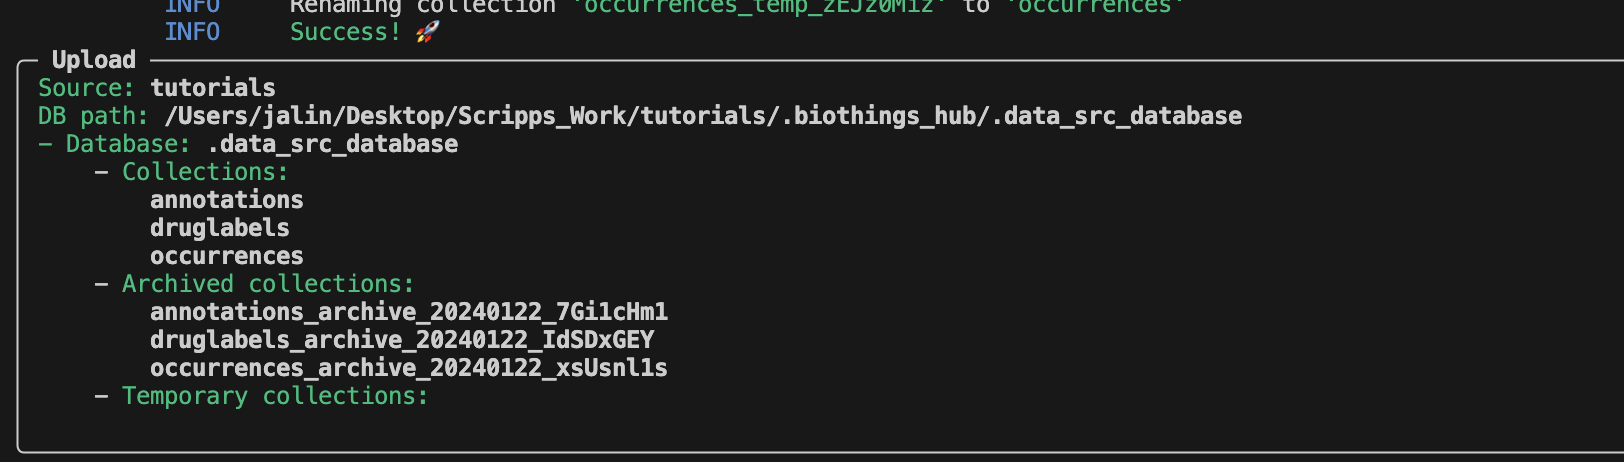 INFO Renaming collection 'occurrences_temp_zEJz0Miz' to 'occurrences'
INFO Success! 🚀
Upload
Source: tutorials
DB path: /Users/jalin/Desktop/Scripps_Work/tutorials/.biothings_hub/.data_src_database
- Database: .data_src_database
- Collections:
annotations
druglabels
occurrences
- Archived collections:
annotations_archive_20240122_7Gi1cHm1
druglabels_archive_20240122_IdSDxGEY
occurrences_archive_20240122_xsUsnl1s
- Temporary collections: